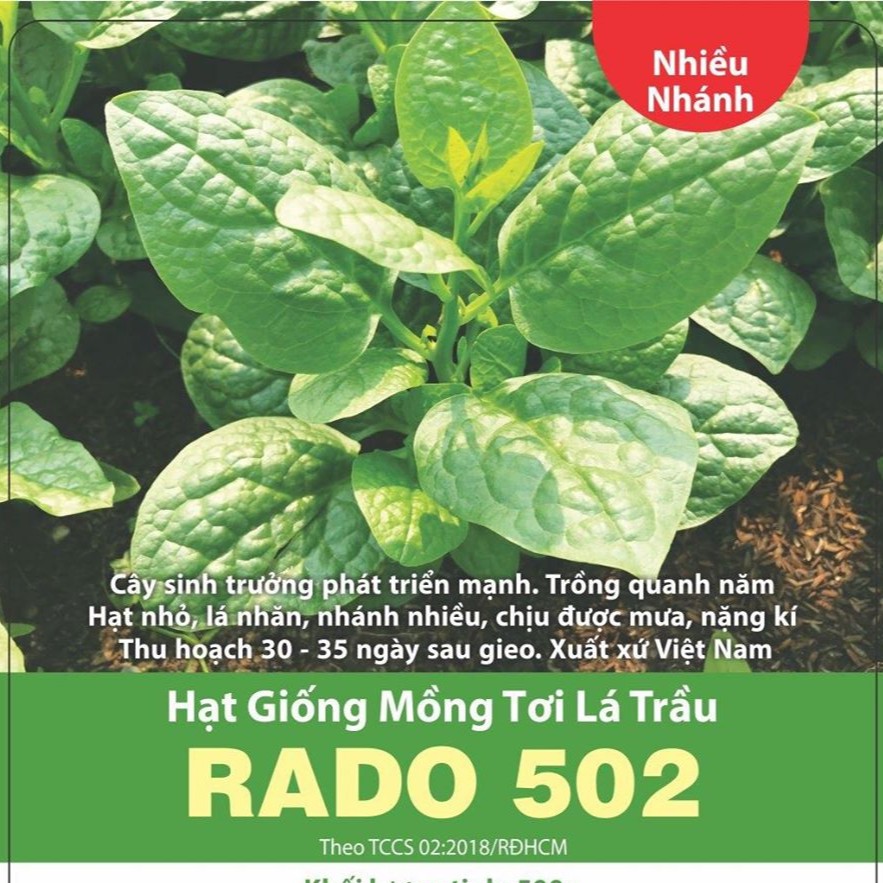 Nhiều
Nhánh
Cây sinh trưởng phát triển mạnh. Trồng quanh năm
Hạt nhỏ, lá nhăn, nhánh nhiều, chịu được mưa, nặng kí
Thu hoạch 30 - 35 ngày sau gieo. Xuất xứ Việt Nam
Hạt Giống Mồng Tơi Lá Trầu
RADO 502
Theo TCCS 02:2018/RĐHCM